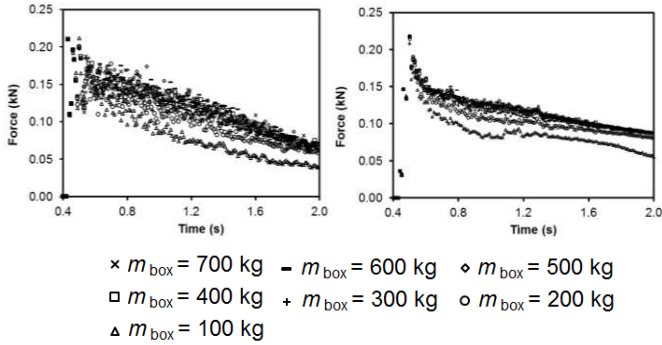 0.25 0.25
0.20 0.20
0.15 0.15
0.10 0.10
0.05 0.05
0.00 0.00
Force (kN) Force (kN)
0.4 0.8 1.2 1.6 2.0 0.4 0.8 1.2 1.6 2.0
Time (s) Time (s)
× m box = 700 kg - m box = 600 kg ◇ m box = 500 kg
□ m box = 400 kg + m box = 300 kg ○ m box = 200 kg
△ m box = 100 kg